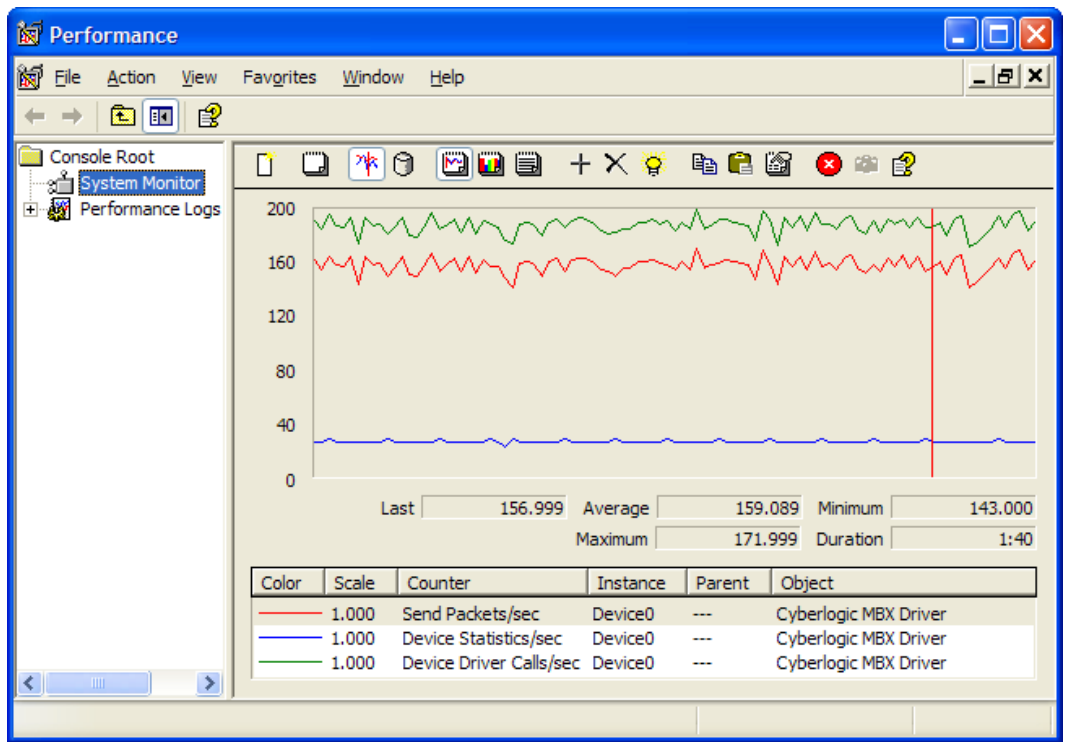 Performance
File Action View Favorites Window Help
Console Root
System Monitor
Performance Logs
200
160
120
80
40
0
Last 156.999 Average 159.089 Minimum 143.000
Maximum 171.999 Duration 1:40
Color Scale Counter Instance Parent Object
1.000 Send Packets/sec Device0 --- Cyberlogic MBX Driver
1.000 Device Statistics/sec Device0 --- Cyberlogic MBX Driver
1.000 Device Driver Calls/sec Device0 --- Cyberlogic MBX Driver